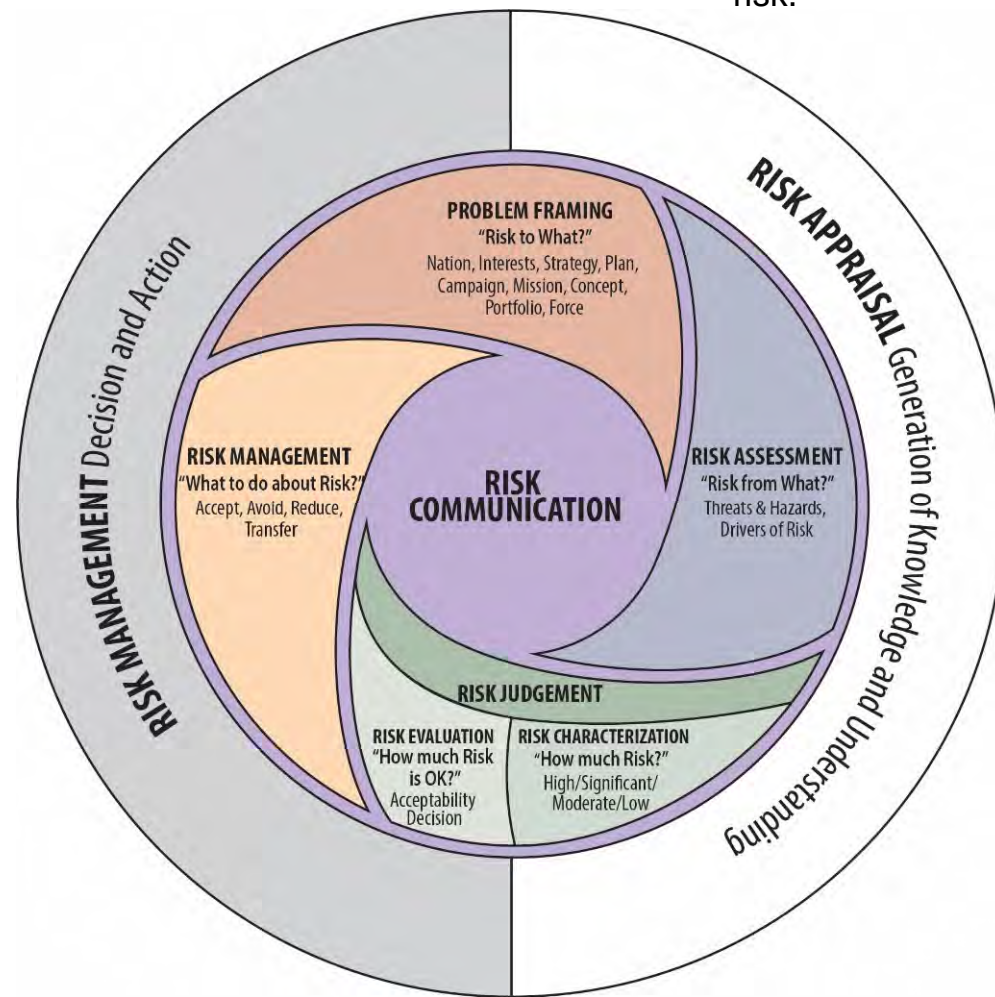 risk.
RISK MANAGEMENT Decision and Action
RISK APPRAISAL Generation of Knowledge and Understanding
PROBLEM FRAMING
“Risk to What?”
Nation, Interests, Strategy, Plan,
Campaign, Mission, Concept,
Portfolio, Force
RISK MANAGEMENT
“What to do about Risk?”
Accept, Avoid, Reduce,
Transfer
RISK
COMMUNICATION
RISK ASSESSMENT
“Risk from What?”
Threats & Hazards,
Drivers of Risk
RISK JUDGEMENT
RISK EVALUATION
“How much Risk
is OK?”
Acceptability
Decision
RISK CHARACTERIZATION
“How much Risk?”
High/Significant/
Moderate/Low